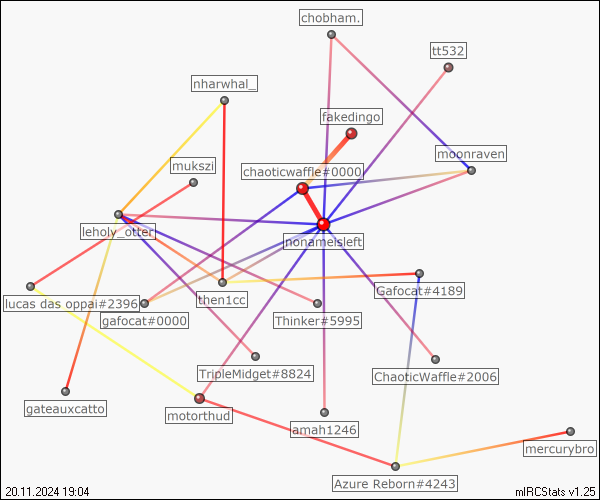 chobham.
tt532
nharwhal_
fakedingo
moonraven
mukszi
chaoticwaffle#0000
leholy_otter
nonameisleft
Gafocat#4189
then1cc
lucas das oppai#2396
gafocat#0000
Thinker#5995
TripleMidget#8824
ChaoticWaffle#2006
gateauxcatto
motorthud
amah1246
mercurybro
Azure Reborn#4243
20.11.2024 19:04
mIRCStats v1.25